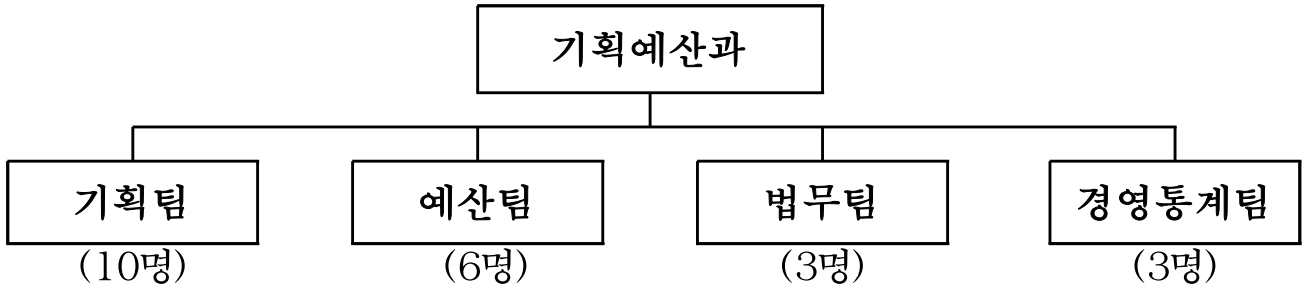 기획예산과
기획팀 예산팀 법무팀 경영통계팀
(10명) (6명) (3명) (3명)